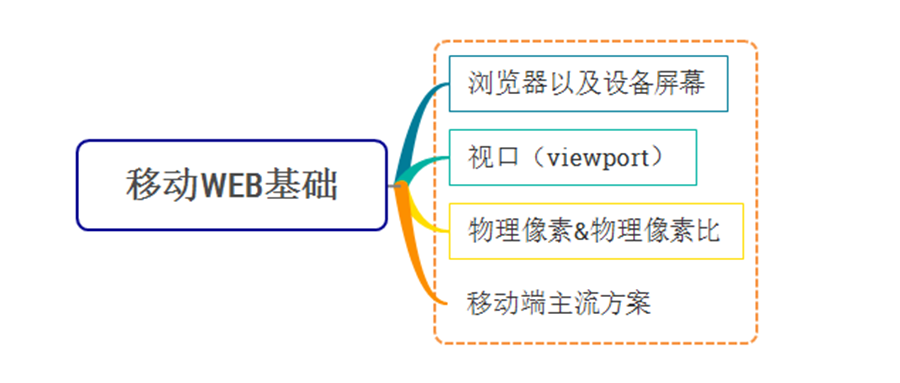 移动WEB基础
浏览器以及设备屏幕
视口（viewport）
物理像素&物理像素比
移动端主流方案